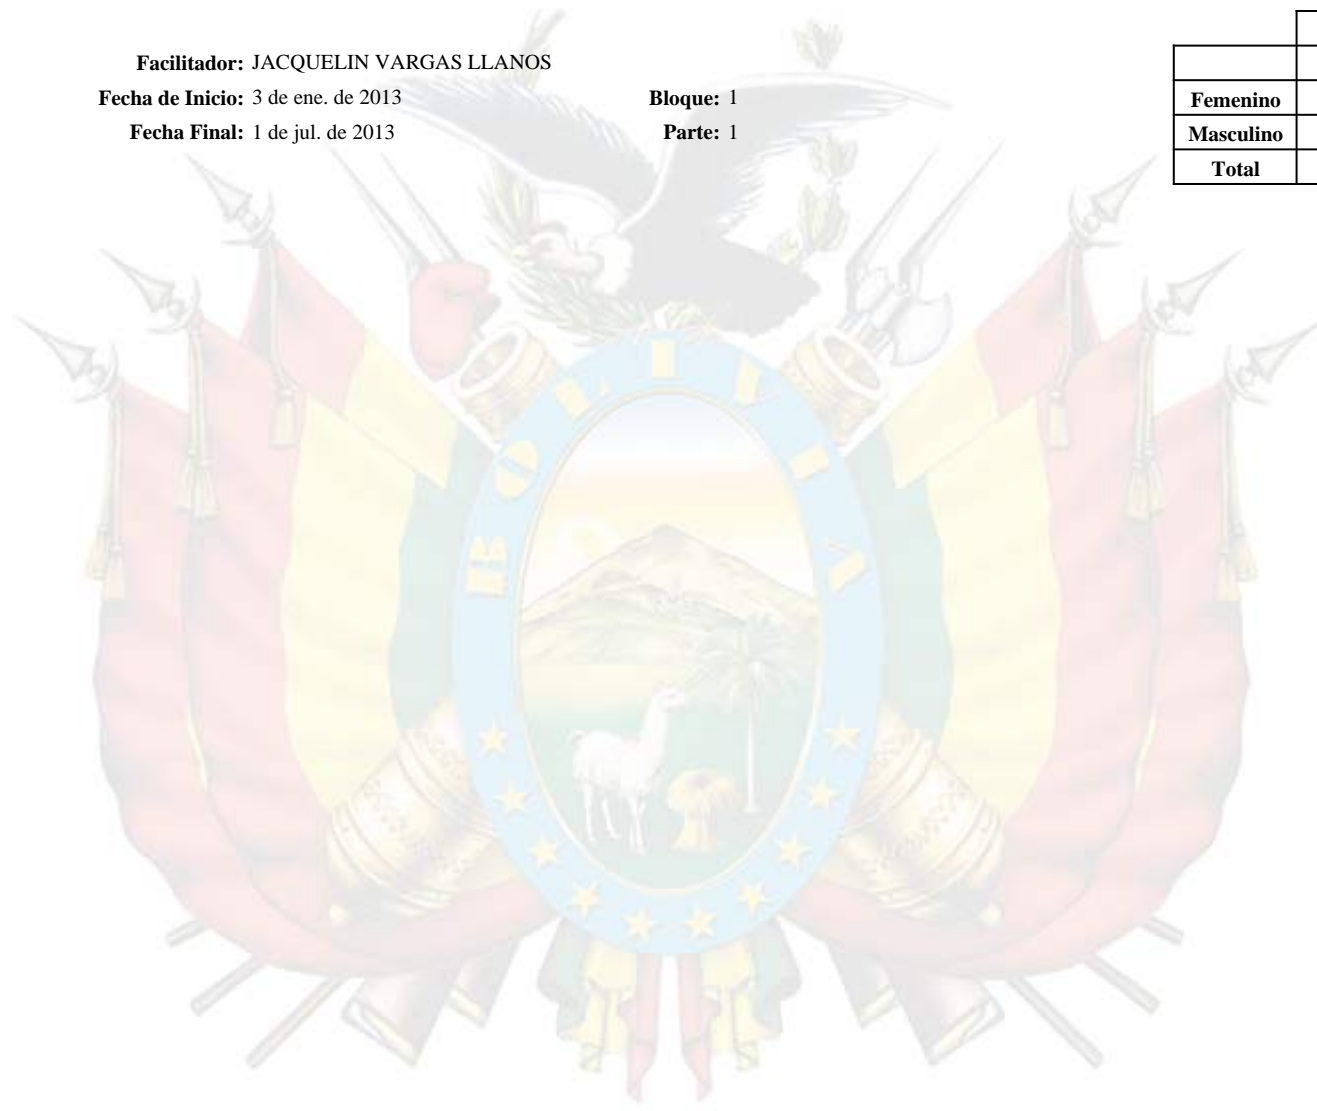 Facilitador: JACQUELIN VARGAS LLANOS
Fecha de Inicio: 3 de ene. de 2013 Bloque: 1
Fecha Final: 1 de jul. de 2013 Parte: 1
Femenino
Masculino
Total
BOLIVIA